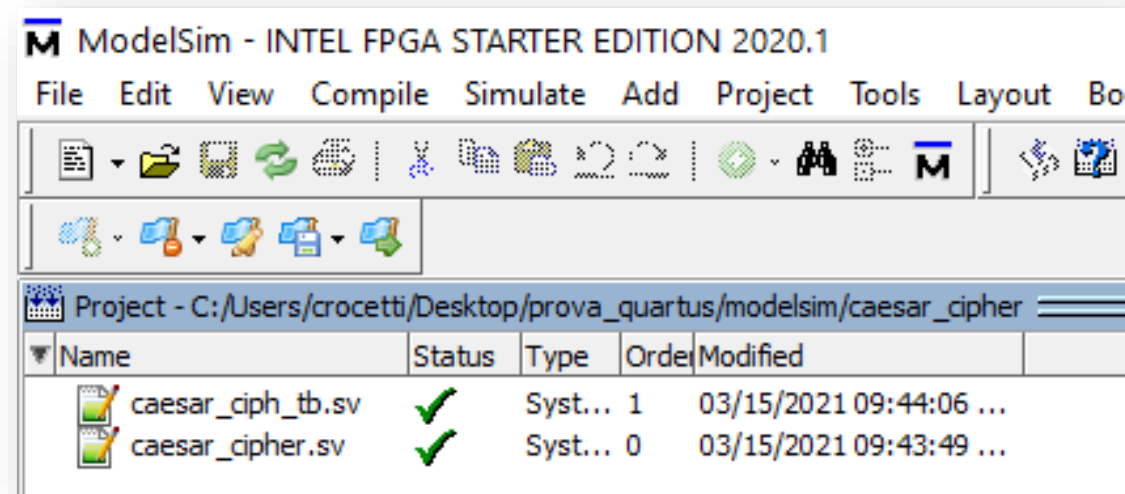 ModelSim - INTEL FPGA STARTER EDITION 2020.1
File Edit View Compile Simulate Add Project Tools Layout Bo
Project - C:/Users/crocetti/Desktop/prova_quartus/modelsim/caesar_cipher
Name Status Type Order Modified
caesar_ciph_tb.sv Syst... 1 03/15/2021 09:44:06 ...
caesar_cipher.sv Syst... 0 03/15/2021 09:43:49 ...